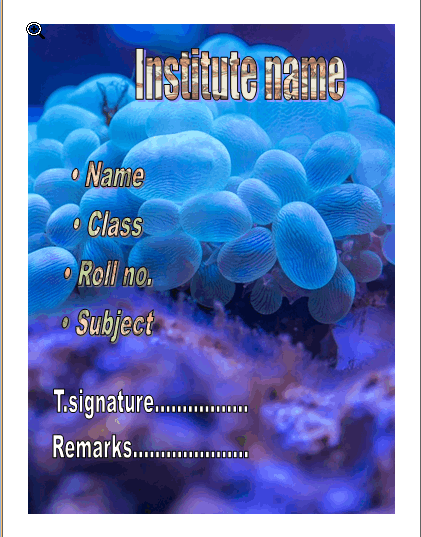 Institute name
• Name
• Class
• Roll no.
• Subject
T.signature.................
Remarks.....................